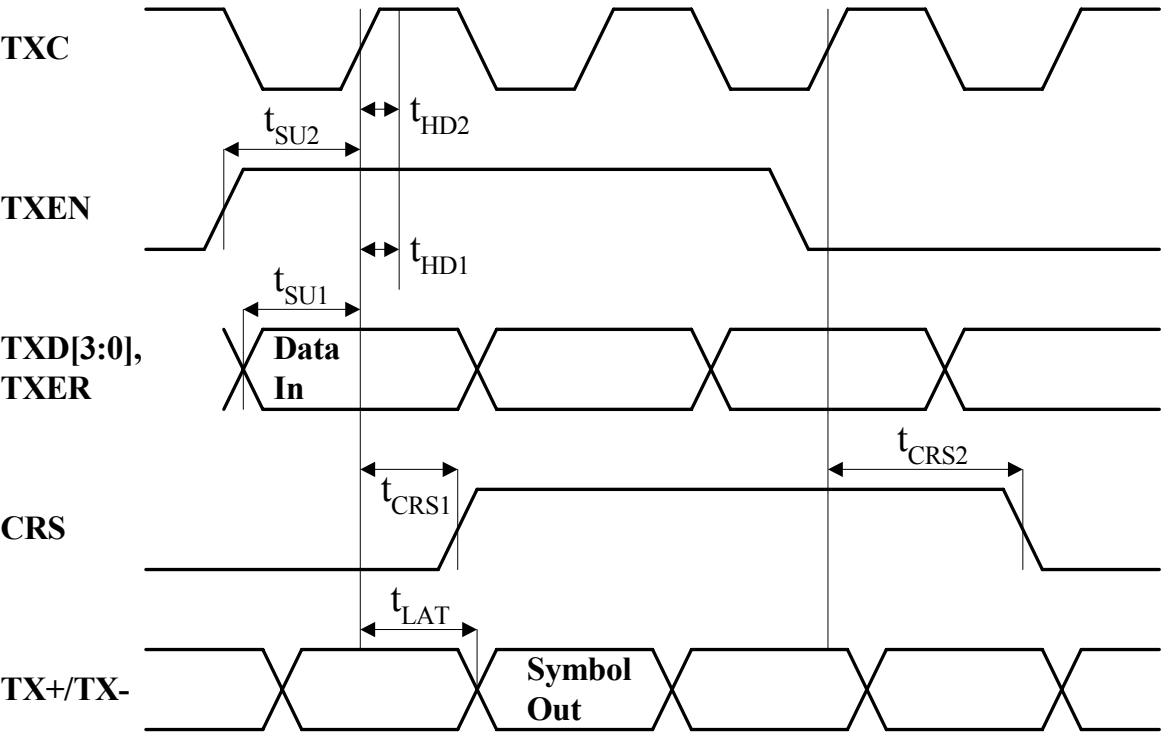 TXC
tHD2
tSU2
TXEN
tHD1
tSU1
TXD[3:0],
TXER
Data
In
tCRS2
tCRS1
CRS
tLAT
TX+/TX-
Symbol
Out